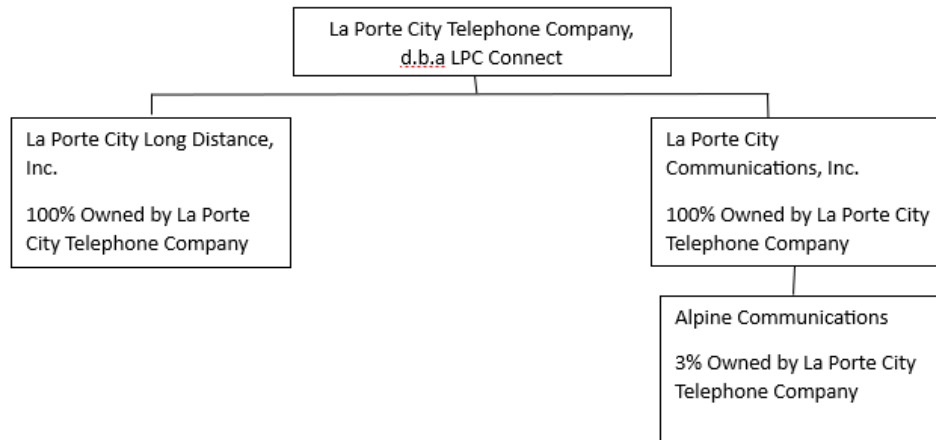 La Porte City Telephone Company,
d.b.a LPC Connect
La Porte City Long Distance,
Inc.
100% Owned by La Porte
City Telephone Company
La Porte City
Communications, Inc.
100% Owned by La Porte City
Telephone Company
Alpine Communications
3% Owned by La Porte City
Telephone Company